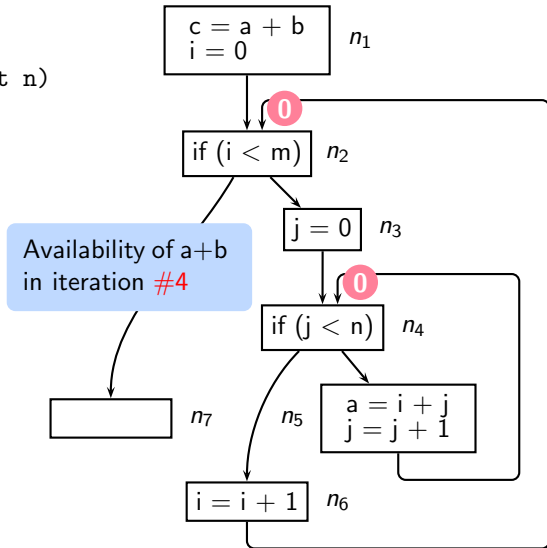 c = a + b
i = 0
n1
t n)
0
if (i < m)
n2
j = 0
n3
Availability of a+b
in iteration #4
0
if (j < n)
n4
a = i + j
j = j + 1
n5
n7
i = i + 1
n6